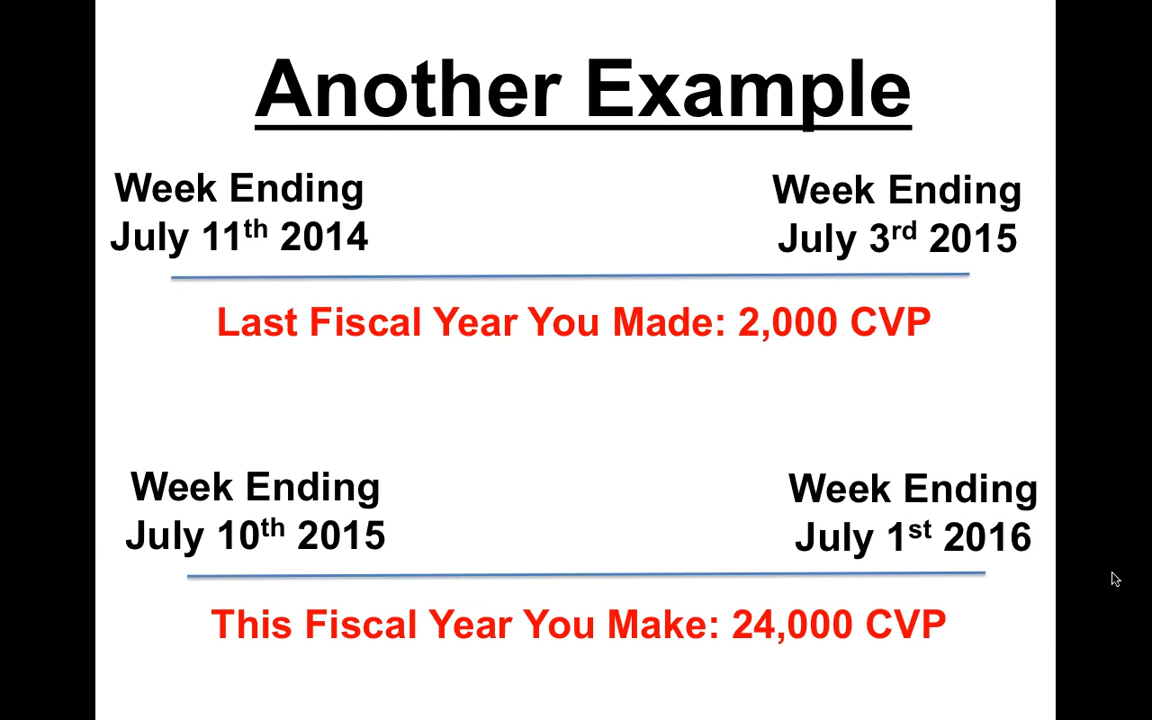 Another Example
Week Ending
July 11th 2014
Week Ending
July 3rd 2015
Last Fiscal Year You Made: 2,000 CVP
Week Ending
July 10th 2015
Week Ending
July 1st 2016
This Fiscal Year You Make: 24,000 CVP